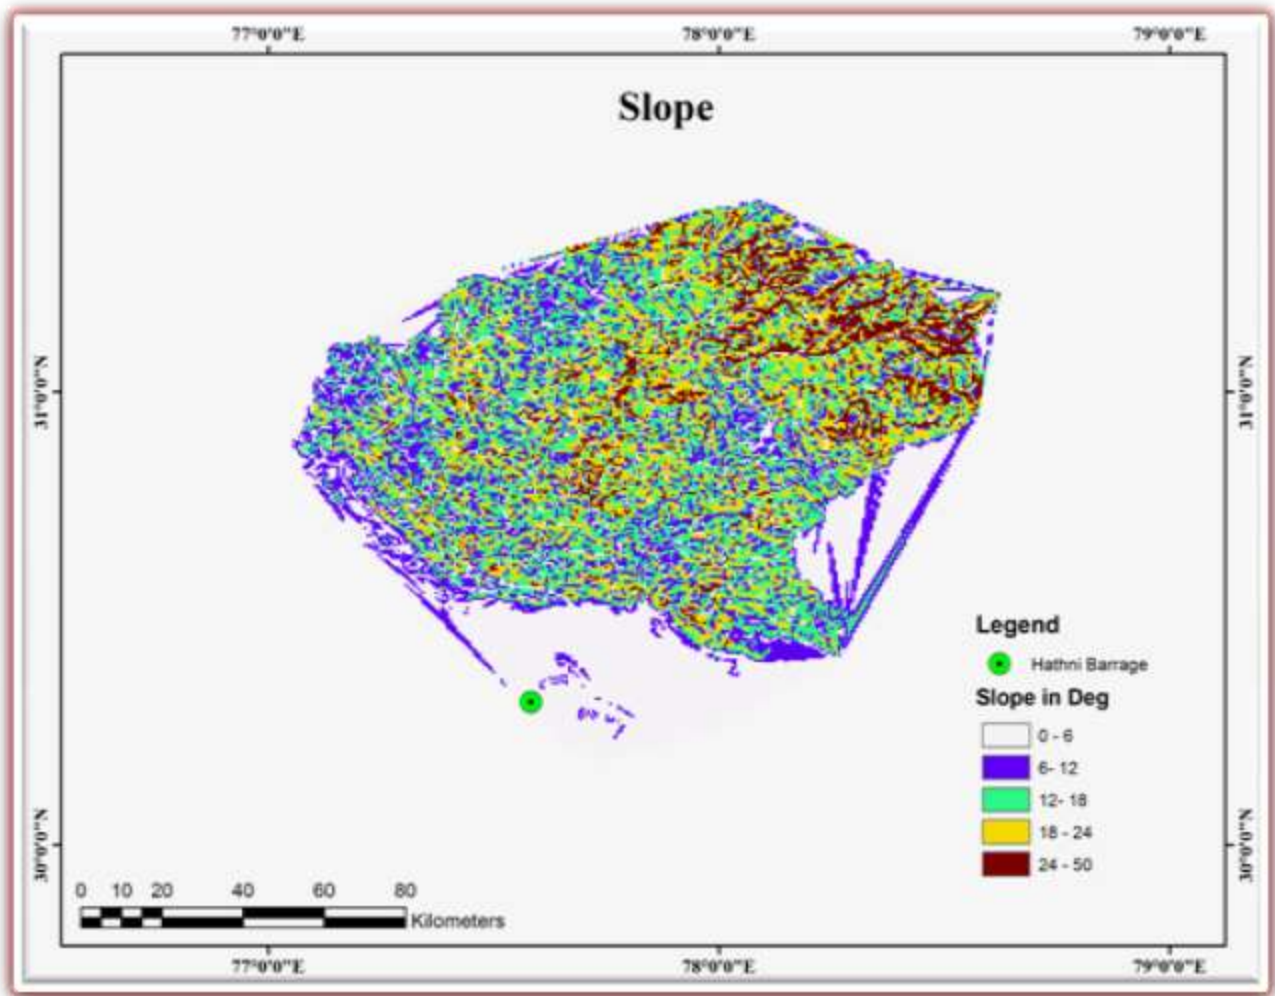 77°0'0"E 78°0'0"E 79°0'0"E
Slope
31°0'0"N 31°0'0"N
Legend
Hathni Barrage
Slope in Deg
0 - 6
6- 12
12- 18
18 - 24
24 - 50
30°0'0"N 30°0'0"N
0 10 20 40 60 80
Kilometers
77°0'0"E 78°0'0"E 79°0'0"E